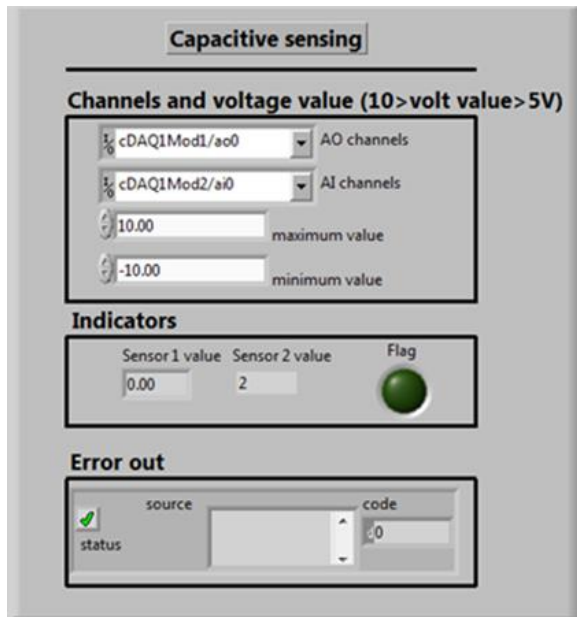 Capacitive sensing
Channels and voltage value (10>volt value>5V)
cDAQ1Mod1/ao0 AO channels
cDAQ1Mod2/ai0 AI channels
10.00 maximum value
-10.00 minimum value
Indicators
Sensor 1 value Sensor 2 value Flag
0.00 2
Error out
source code
status 0